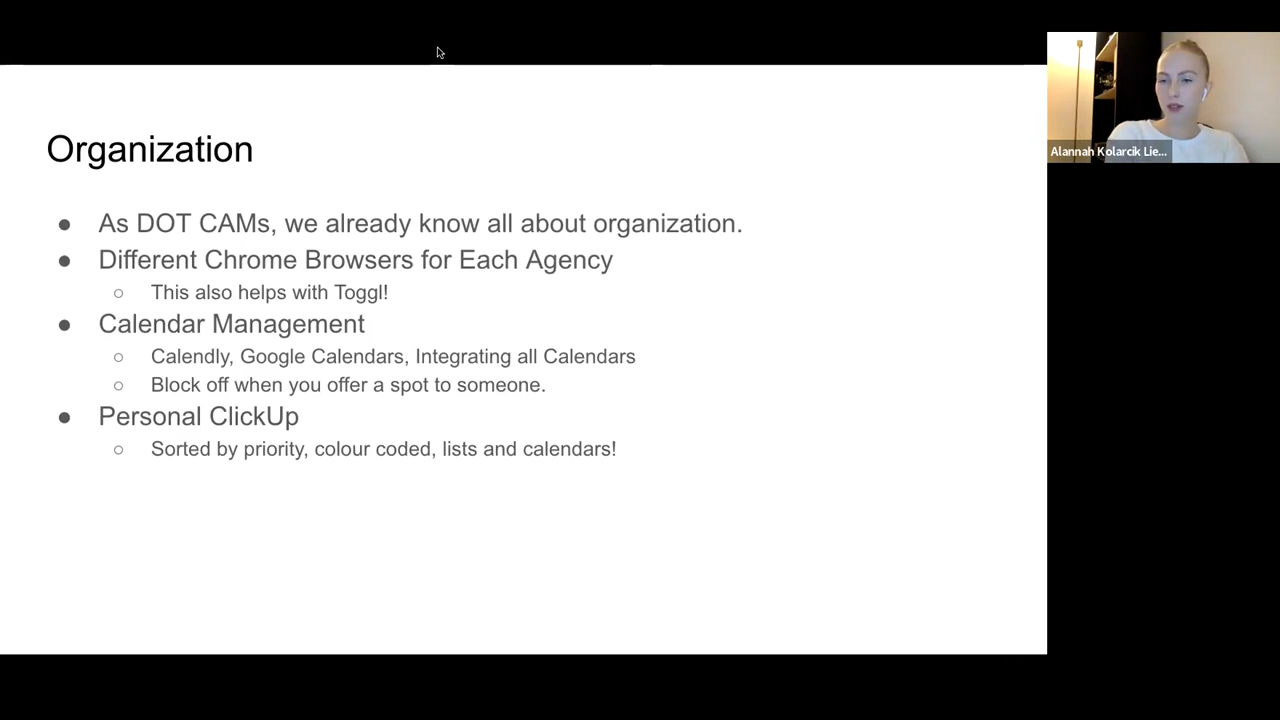 Organization
● As DOT CAMs, we already know all about organization.
● Different Chrome Browsers for Each Agency
○ This also helps with Toggl!
● Calendar Management
○ Calendly, Google Calendars, Integrating all Calendars
○ Block off when you offer a spot to someone.
● Personal ClickUp
○ Sorted by priority, colour coded, lists and calendars!
Alannah Kolarcik Lie...